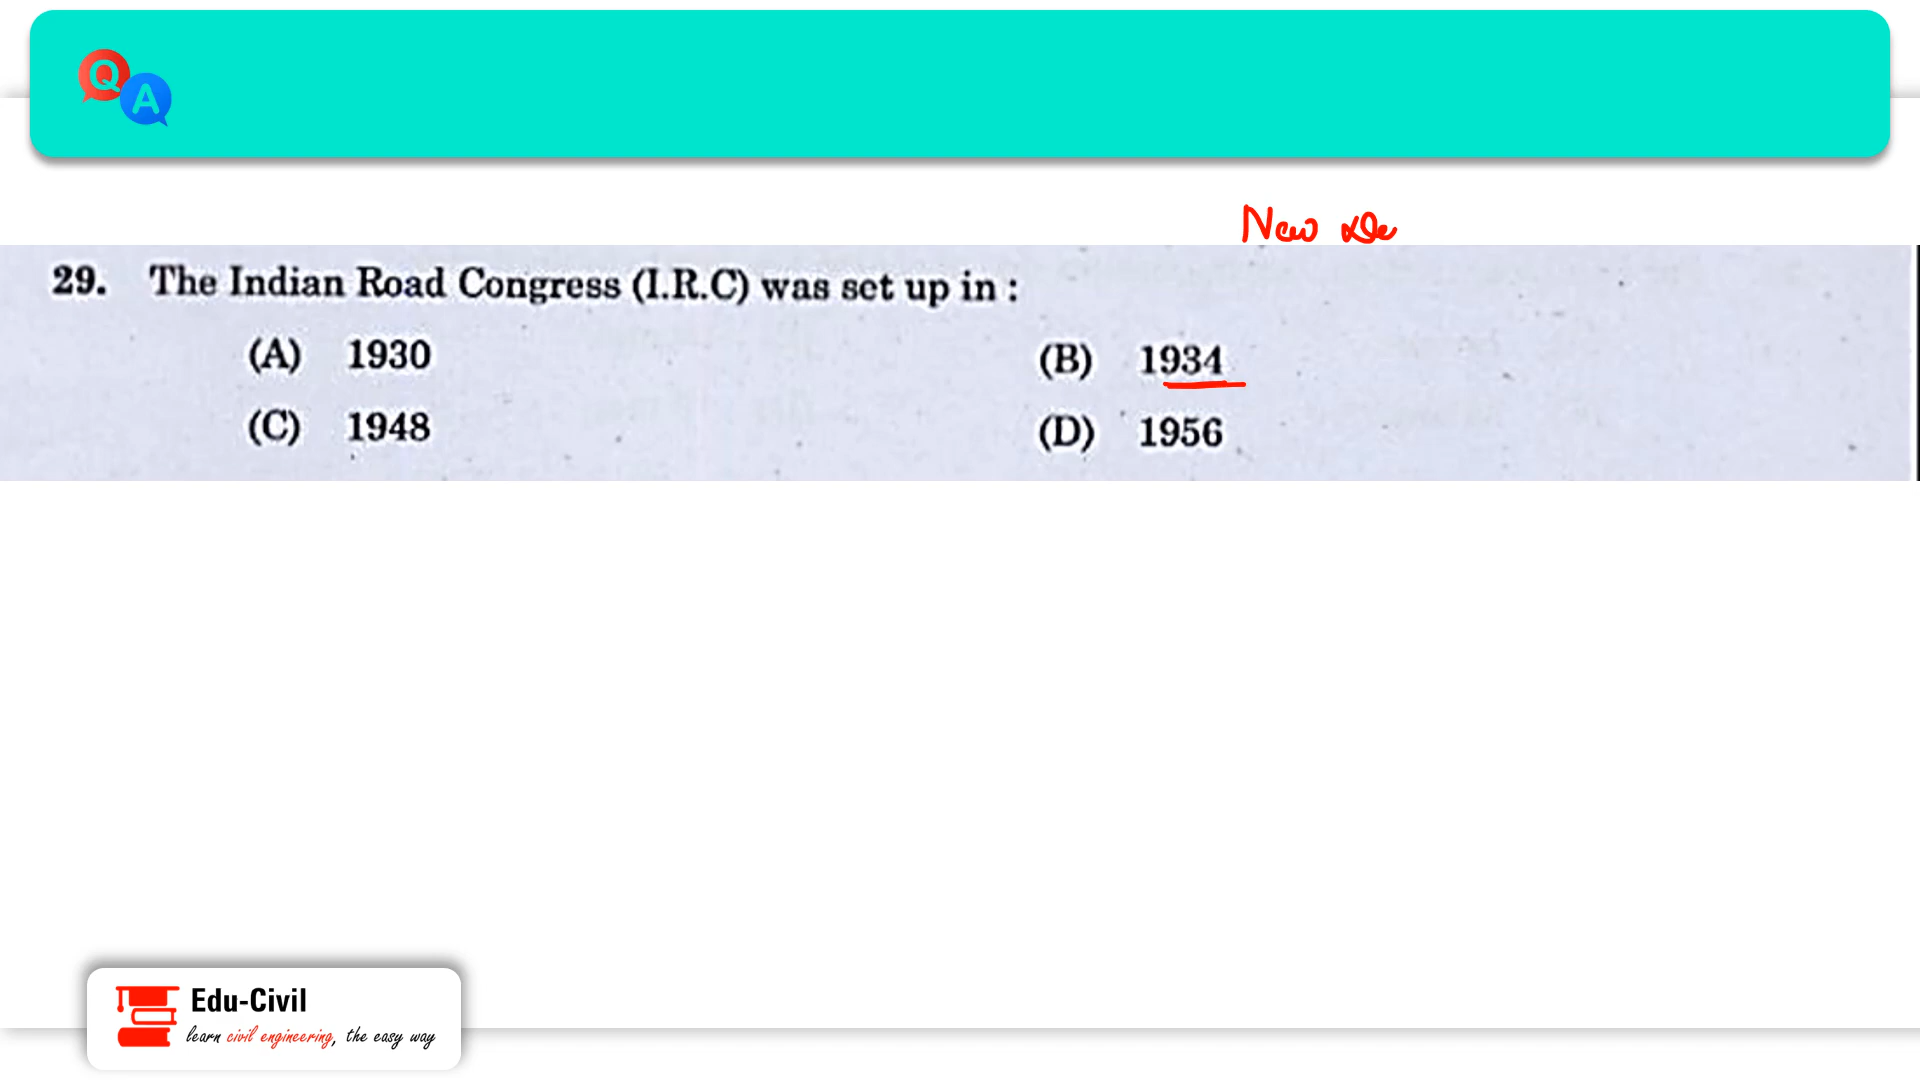 Q
A
New De
29. The Indian Road Congress (I.R.C) was set up in :
(A) 1930 (B) 1934
(C) 1948 (D) 1956
Edu-Civil
learn civil engineering, the easy way